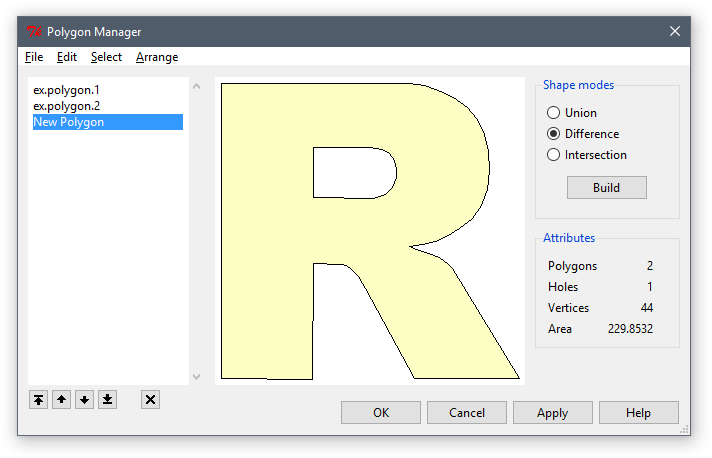 Polygon Manager
File Edit Select Arrange
ex.polygon.1
ex.polygon.2
New Polygon
Shape modes
Union
Difference
Intersection
Build
Attributes
Polygons 2
Holes 1
Vertices 44
Area 229.8532
R
OK Cancel Apply Help